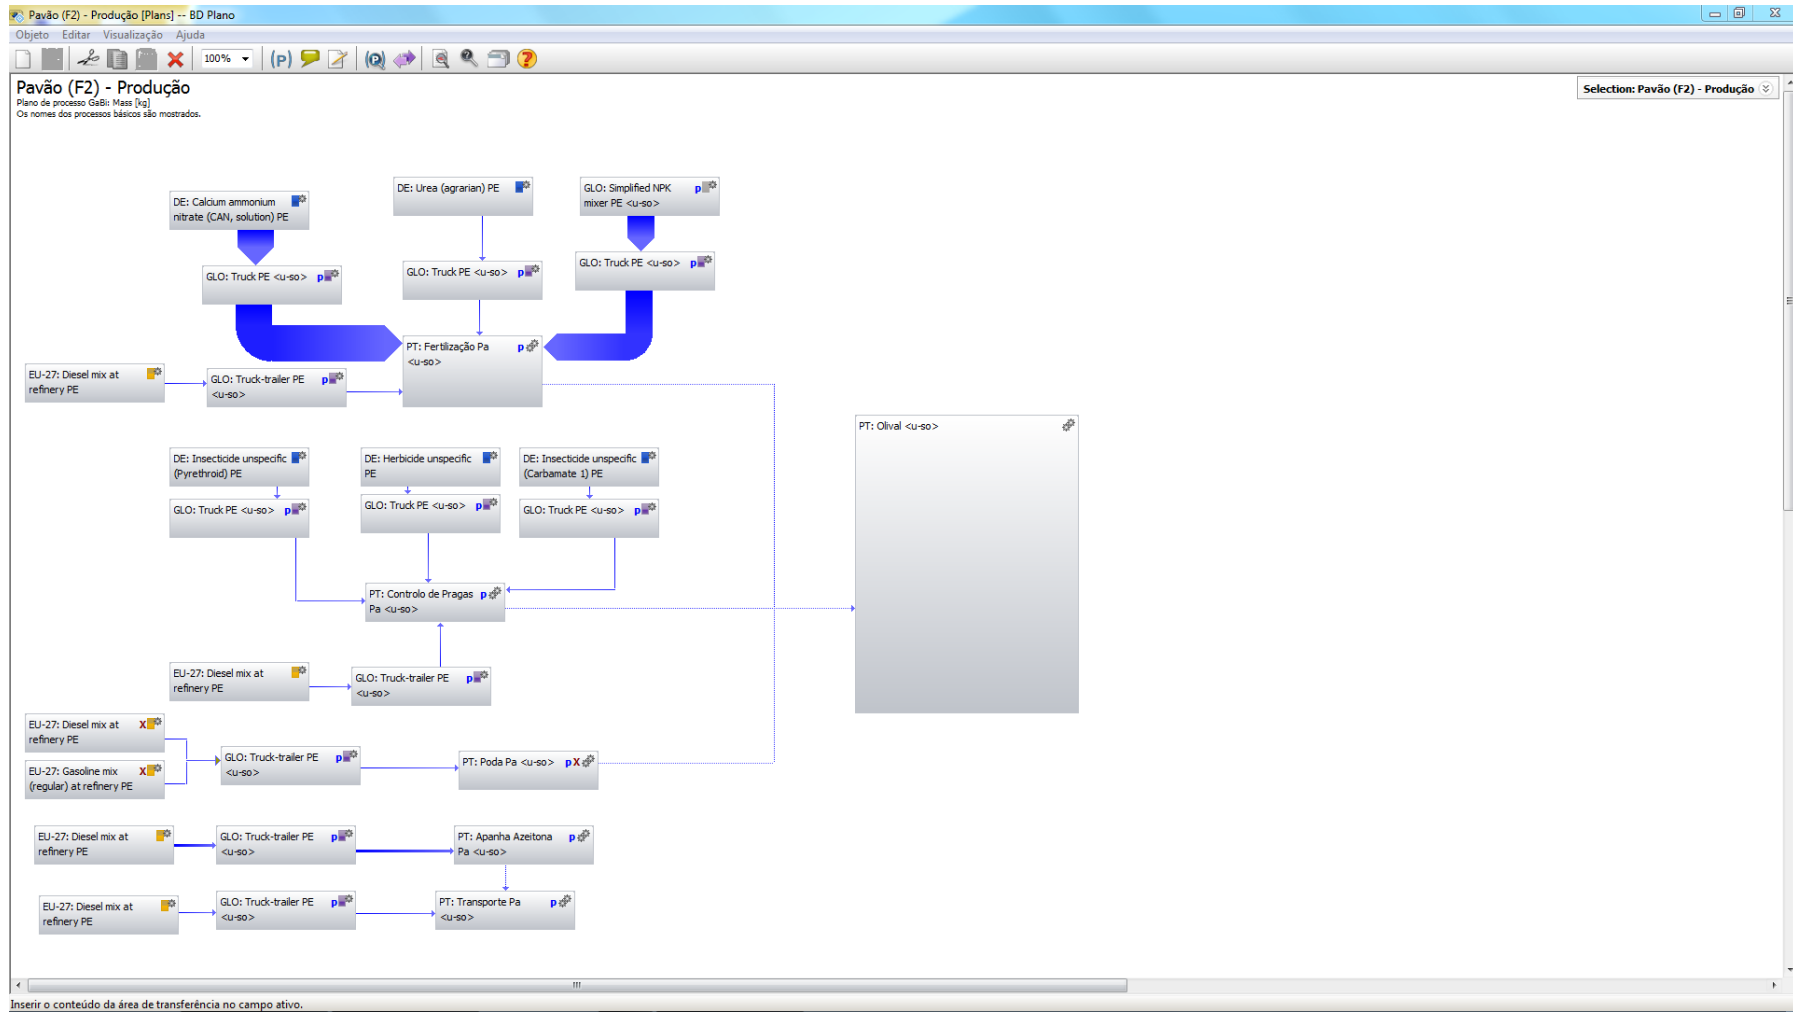 Pavão (F2) - Produção [Plans] -- BD Plano
Objeto Editar Visualização Ajuda
100%
(P)
Pavão (F2) - Produção
Plano de processo GaBi: Mass [kg]
Os nomes dos processos básicos são mostrados.
Selection: Pavão (F2) - Produção
DE: Calcium ammonium
nitrate (CAN, solution) PE
DE: Urea (agrarian) PE
GLO: Simplified NPK p
mixer PE <u-so>
GLO: Truck PE <u-so> p
GLO: Truck PE <u-so> p
GLO: Truck PE <u-so> p
PT: Fertilização Pa p
<u-so>
EU-27: Diesel mix at
refinery PE
GLO: Truck-trailer PE p
<u-so>
PT: Olival <u-so>
DE: Insecticide unspecific
(Pyrethroid) PE
DE: Herbicide unspecific
PE
DE: Insecticide unspecific
(Carbamate 1) PE
GLO: Truck PE <u-so> p
GLO: Truck PE <u-so> p
GLO: Truck PE <u-so> p
PT: Controlo de Pragas p
Pa <u-so>
EU-27: Diesel mix at
refinery PE
GLO: Truck-trailer PE p
<u-so>
EU-27: Diesel mix at X
refinery PE
EU-27: Gasoline mix X
(regular) at refinery PE
GLO: Truck-trailer PE p
<u-so>
PT: Poda Pa <u-so> p X
EU-27: Diesel mix at
refinery PE
GLO: Truck-trailer PE p
<u-so>
PT: Apanha Azeitona p
Pa <u-so>
EU-27: Diesel mix at
refinery PE
GLO: Truck-trailer PE p
<u-so>
PT: Transporte Pa p
<u-so>
Inserir o conteúdo da área de transferência no campo ativo.